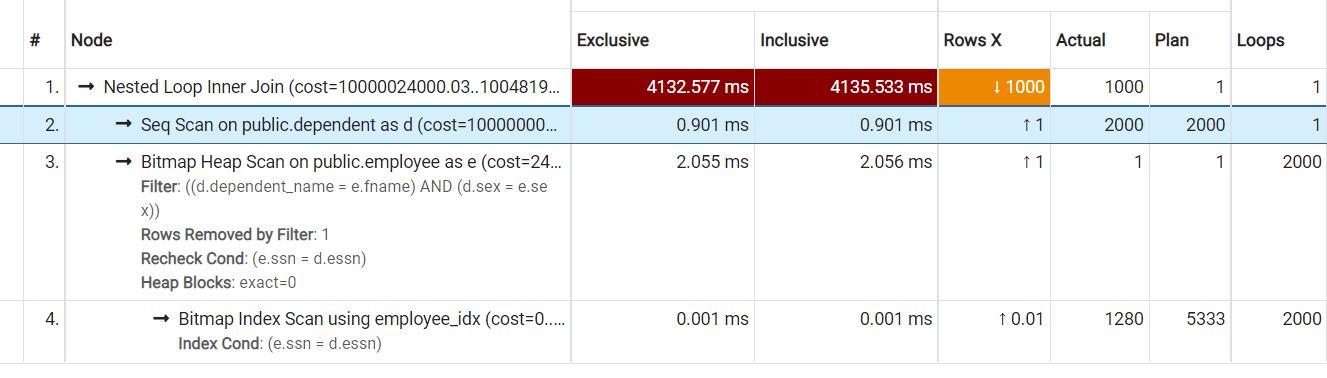 # Node Exclusive Inclusive Rows X Actual Plan Loops
1. → Nested Loop Inner Join (cost=10000024000.03..1004819... 4132.577 ms 4135.533 ms ↓ 1000 1000 1 1
2. → Seq Scan on public.dependent as d (cost=10000000... 0.901 ms 0.901 ms ↑ 1 2000 2000 1
3. → Bitmap Heap Scan on public.employee as e (cost=24... 2.055 ms 2.056 ms ↑ 1 1 1 2000
Filter: ((d.dependent_name = e.fname) AND (d.sex = e.se
x))
Rows Removed by Filter: 1
Recheck Cond: (e.ssn = d.essn)
Heap Blocks: exact=0
4. → Bitmap Index Scan using employee_idx (cost=0..... 0.001 ms 0.001 ms ↑ 0.01 1280 5333 2000
Index Cond: (e.ssn = d.essn)